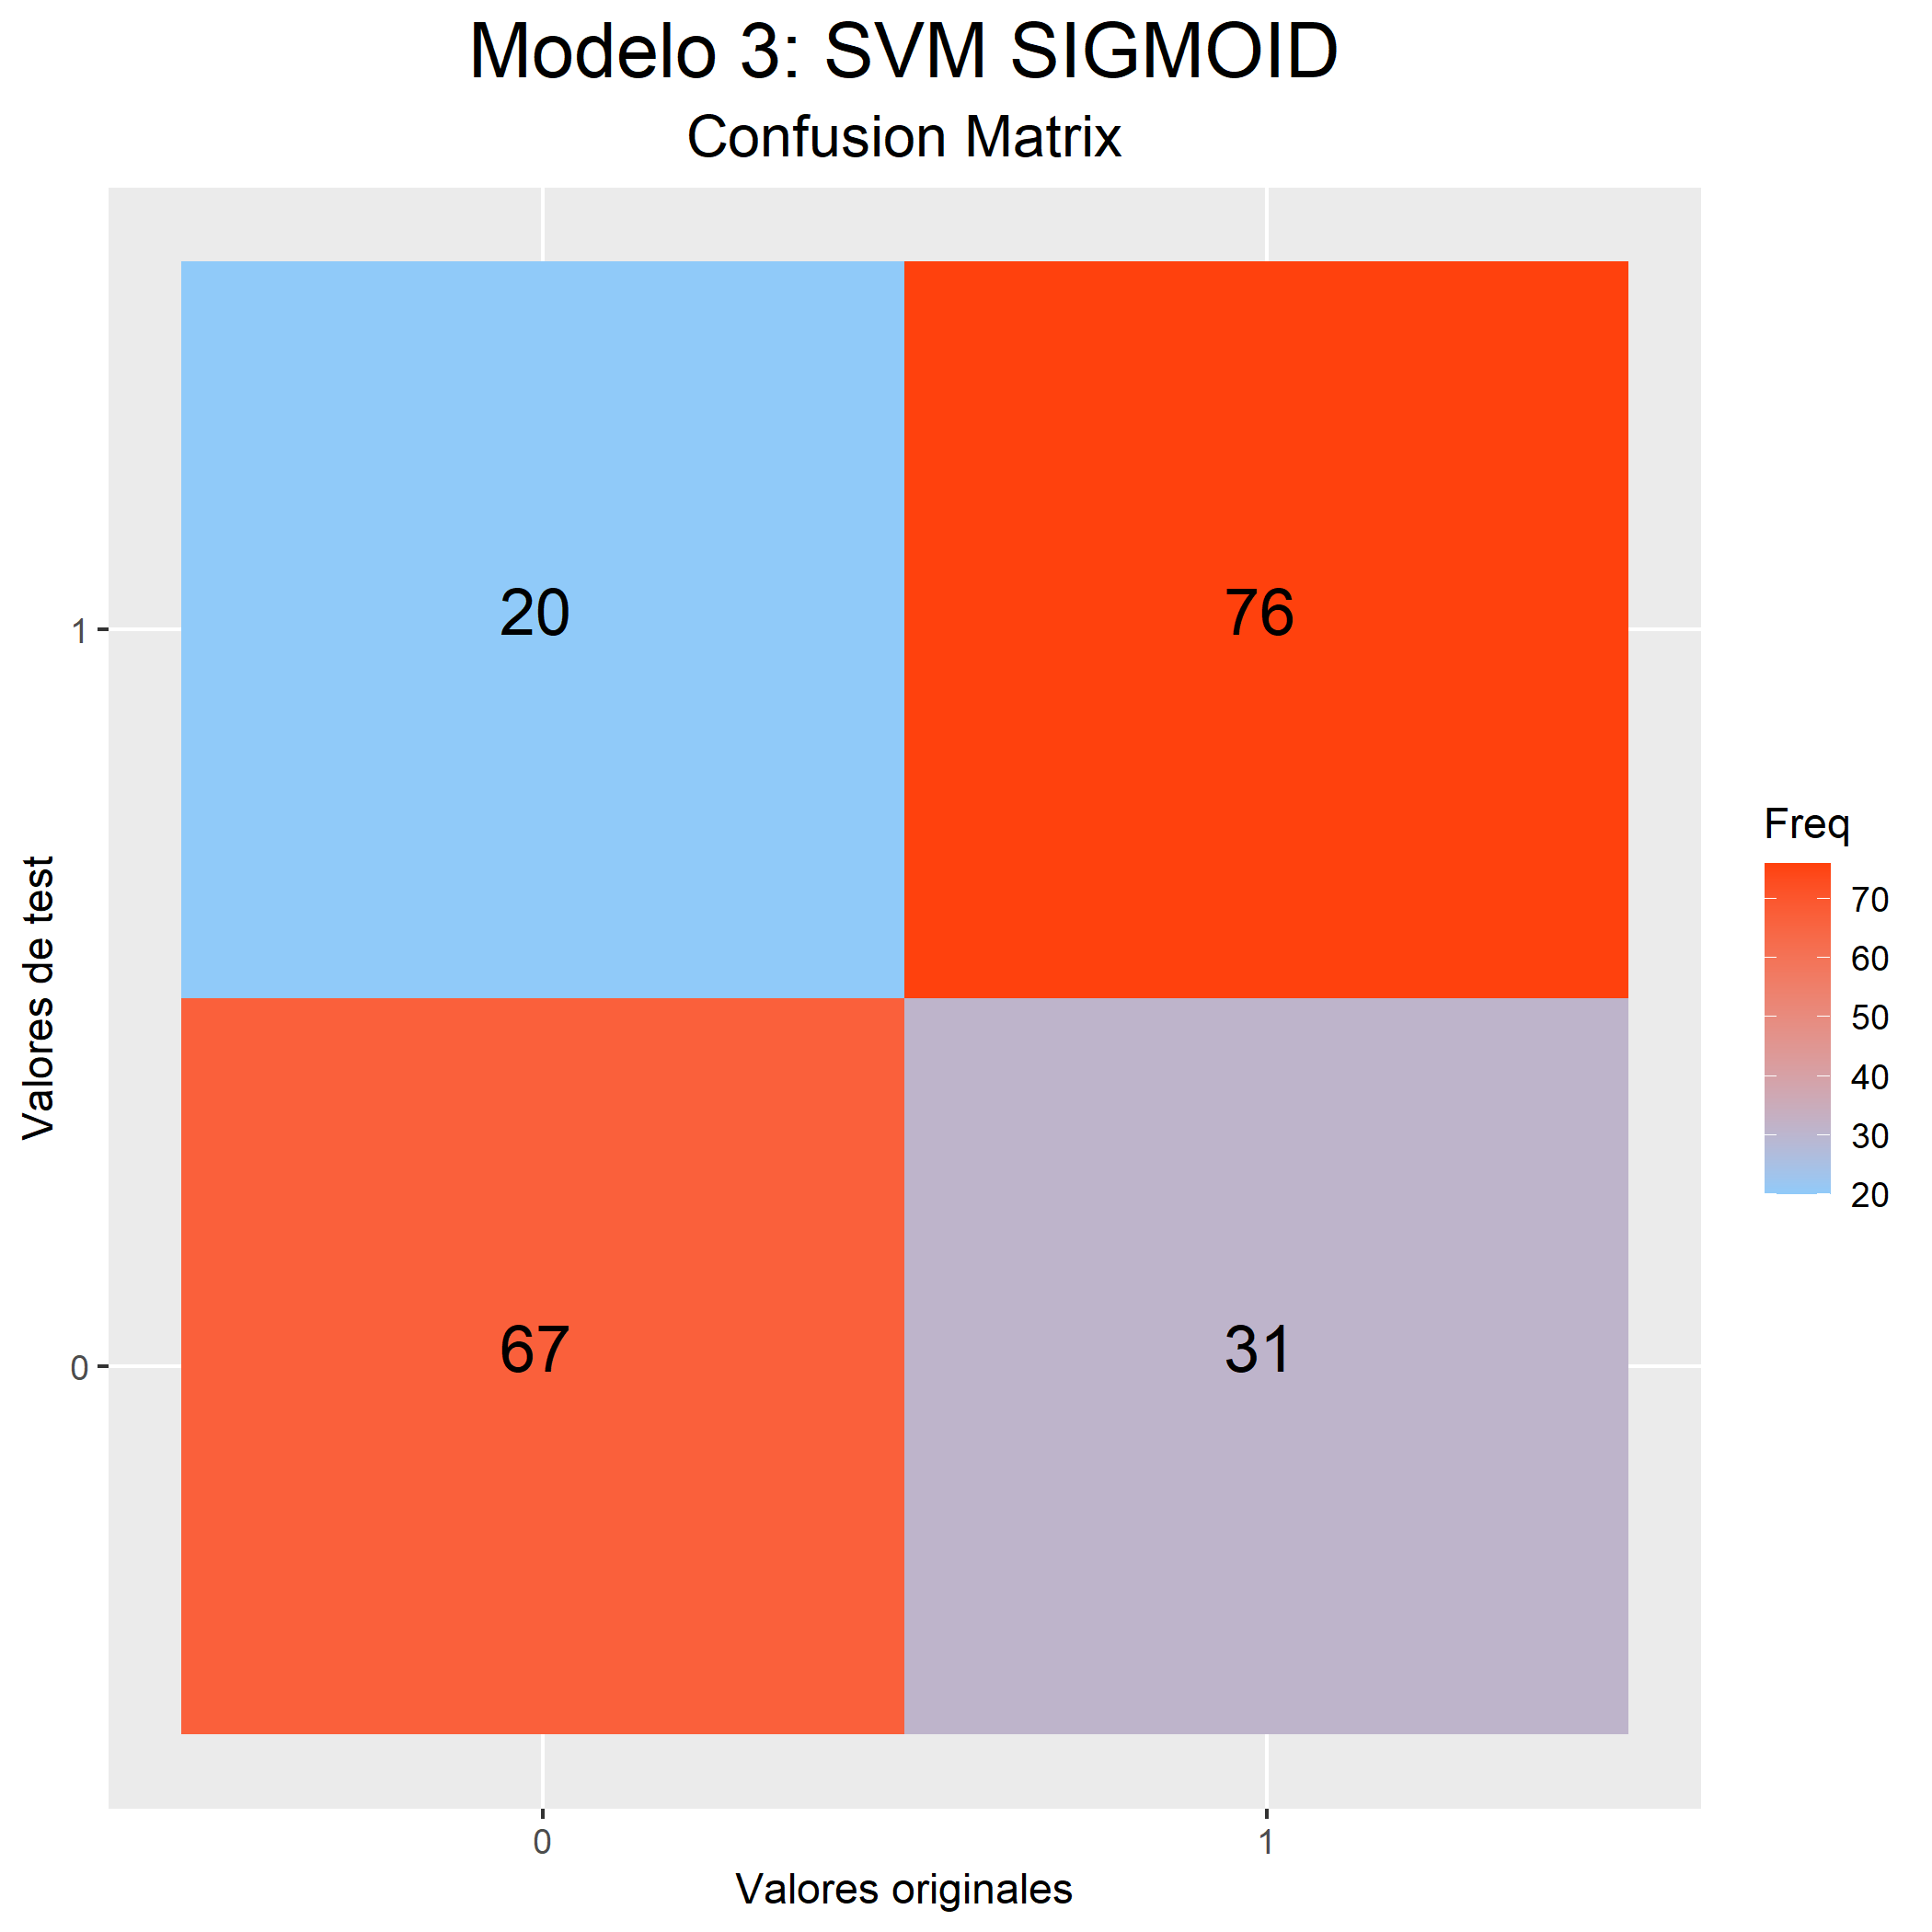 Modelo 3: SVM SIGMOID
Confusion Matrix
Valores de test
1
0
20
76
67
31
0
1
Valores originales
Freq
70
60
50
40
30
20